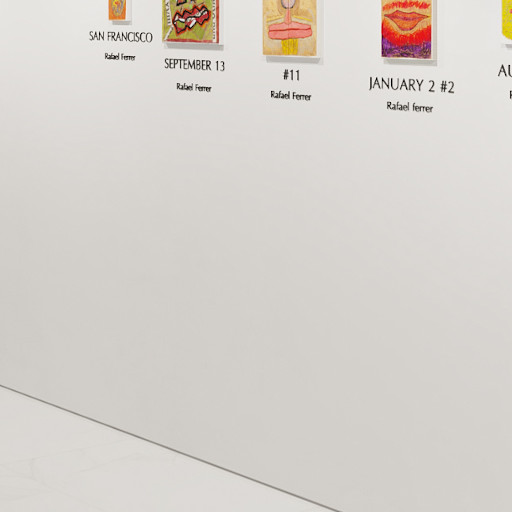 SAN FRANCISCO
Rafael Ferrer
SEPTEMBER 13
Rafael Ferrer
#11
Rafael Ferrer
JANUARY 2 #2
Rafael ferrer